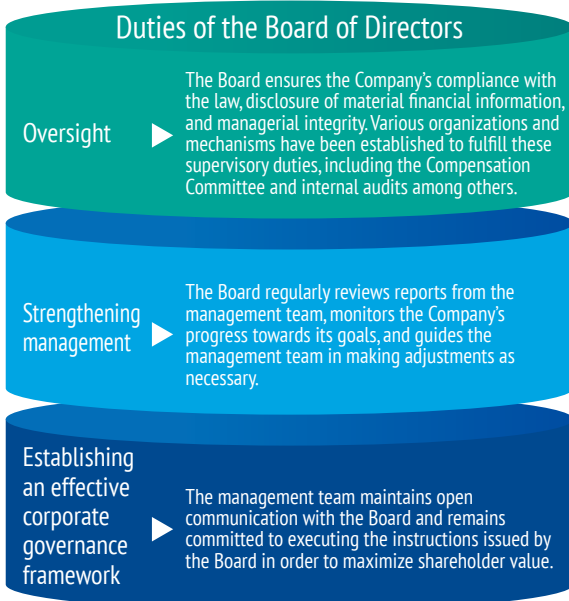 Duties of the Board of Directors
Oversight
The Board ensures the Company’s compliance with
the law, disclosure of material financial information,
and managerial integrity. Various organizations and
mechanisms have been established to fulfill these
supervisory duties, including the Compensation
Committee and internal audits among others.
Strengthening
management
The Board regularly reviews reports from the
management team, monitors the Company’s
progress towards its goals, and guides the
management team in making adjustments as
necessary.
Establishing
an effective
corporate
governance
framework
The management team maintains open
communication with the Board and remains
committed to executing the instructions issued by
the Board in order to maximize shareholder value.